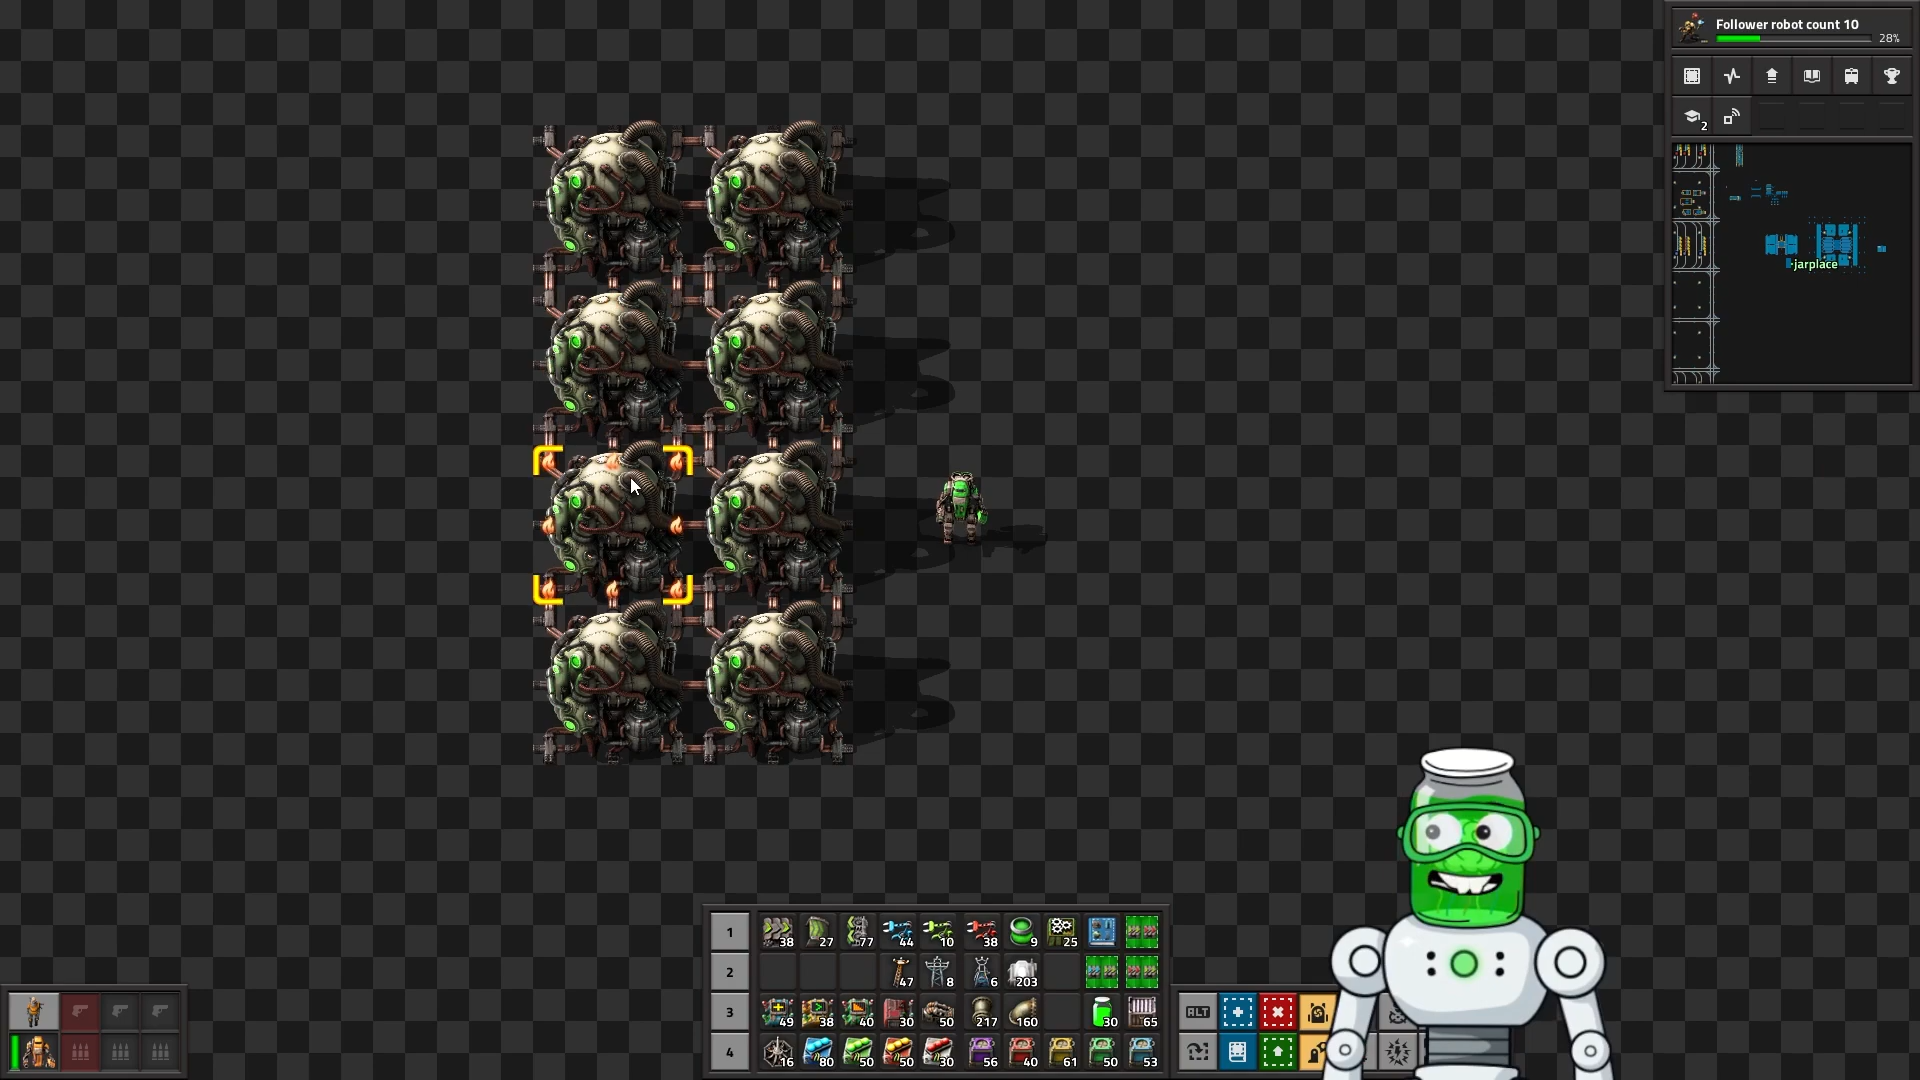 Follower robot count 10
28%
2
jarplace
1 38 27 77 44 10 38 9 25
2 47 8 6 203
3 49 38 40 30 50 217 160 30 65
4 16 80 50 50 30 56 40 61 50 53
ALT